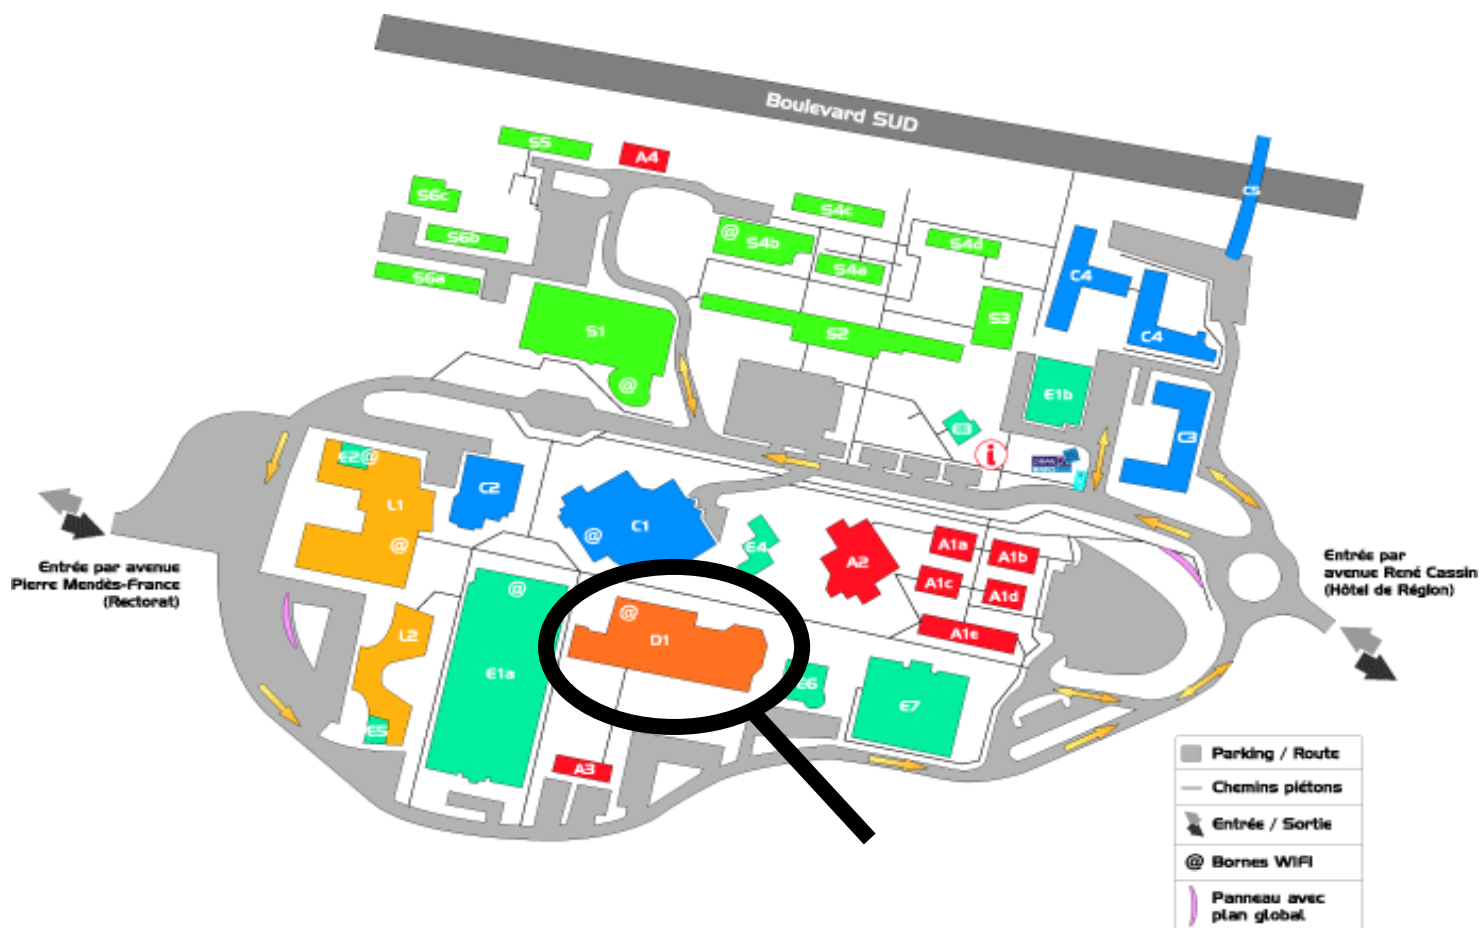 Boulevard SUD
S5
A4
C5
S6c
S4c
S6b
@
S4b
S4d
S4a
S6a
C4
S3
S1
S2
C4
@
E1b
E3
C3
i
E2@
C2
L1
@
C1
@
E4
A2
A1a
A1b
Entrée par avenue
Pierre Mendès-France
(Rectorat)
Entrée par
avenue René Cassin
(Hôtel de Région)
@
A1c
A1d
@
D1
L2
A1e
E1a
E6
E7
E5
A3
Parking / Route
Chemins piétons
Entrée / Sortie
@ Bornes WIFI
Panneau avec
plan global